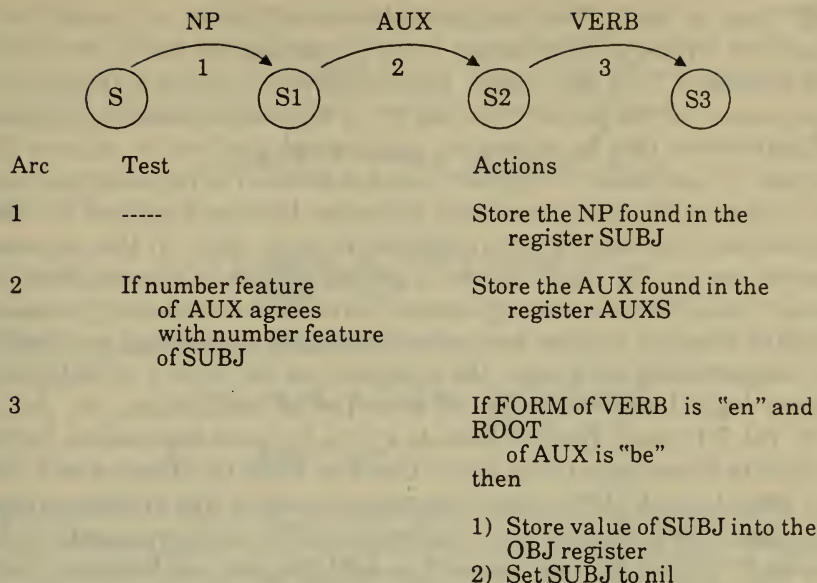 NP AUX VERB
1 2 3
S S1 S2 S3
Arc Test Actions
1 ----- Store the NP found in the
register SUBJ
2 If number feature Store the AUX found in the
of AUX agrees register AUXS
with number feature
of SUBJ
3 If FORM of VERB is "en" and
ROOT
of AUX is "be"
then
1) Store value of SUBJ into the
OBJ register
2) Set SUBJ to nil